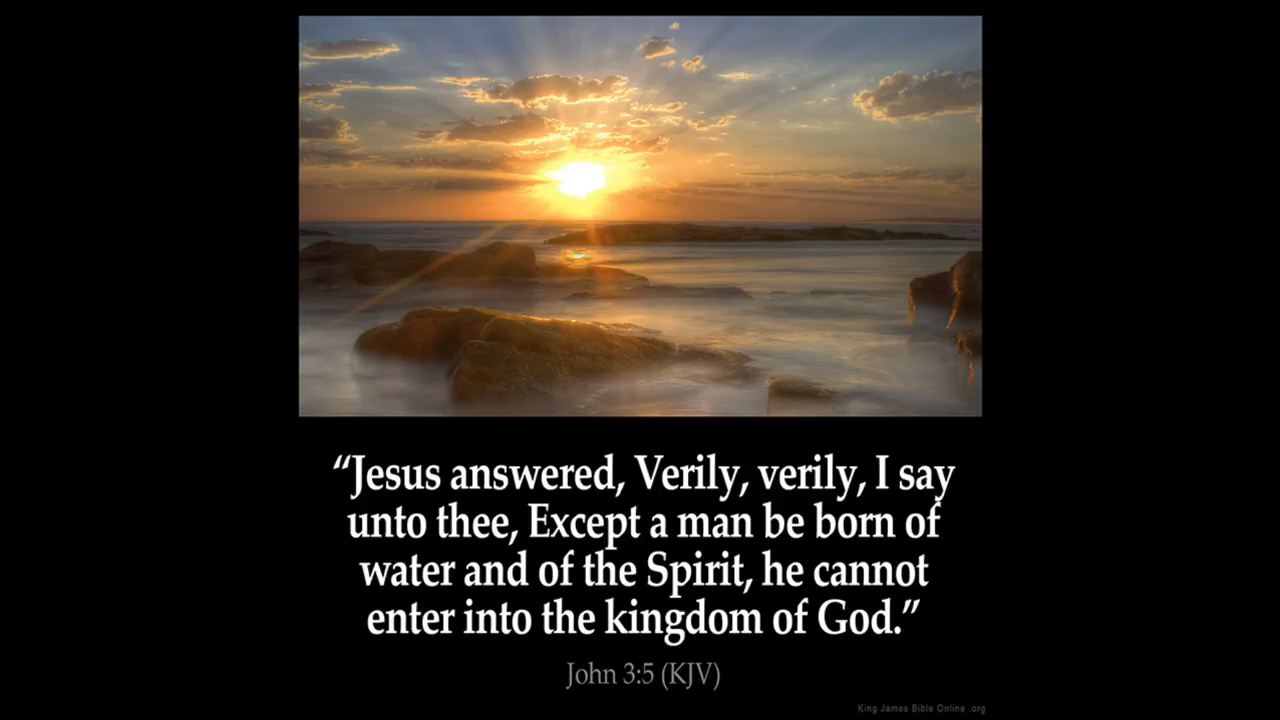 “Jesus answered, Verily, verily, I say
unto thee, Except a man be born of
water and of the Spirit, he cannot
enter into the kingdom of God.”
John 3:5 (KJV)
King James Bible Online .org